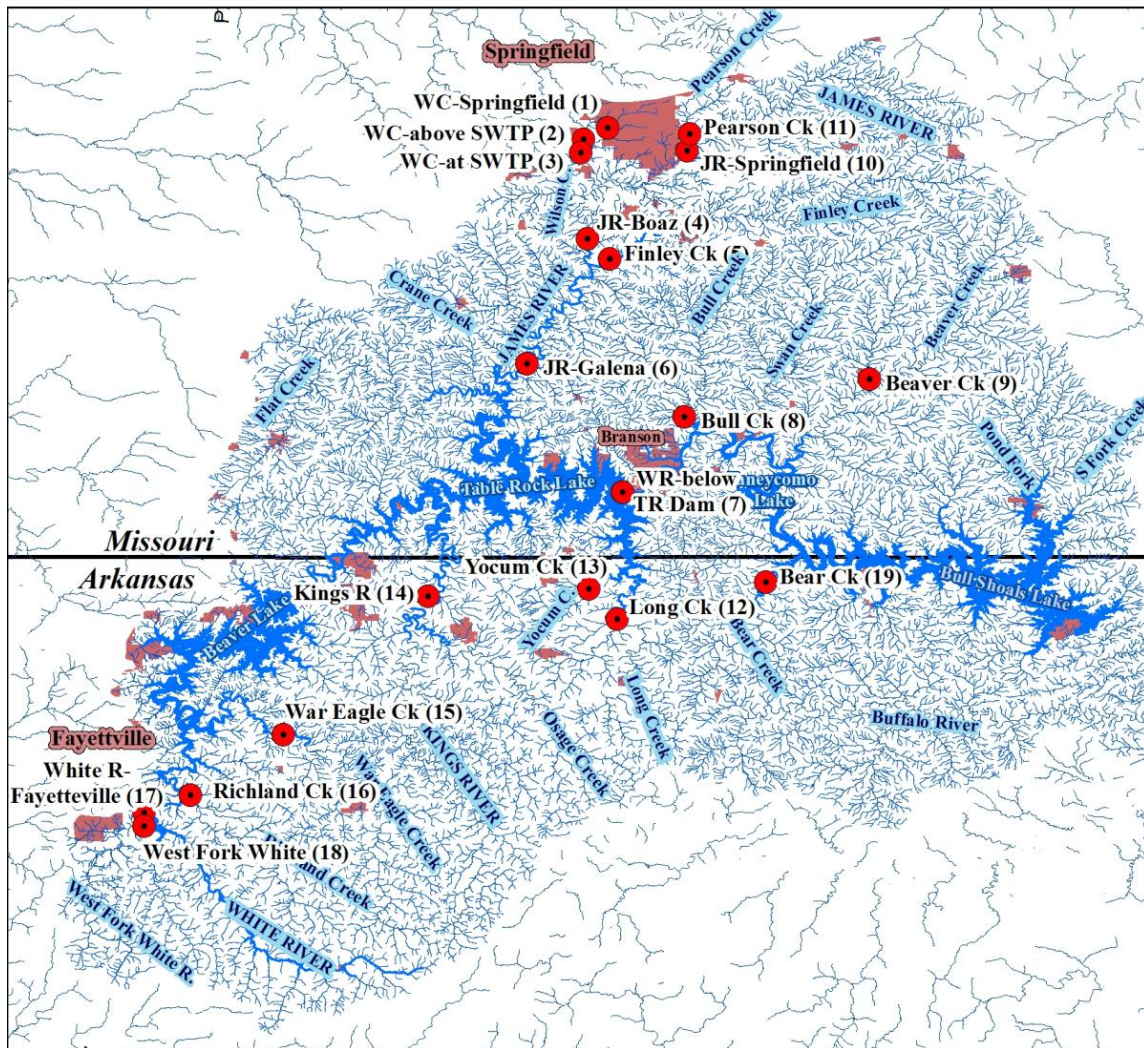 Springfield
Pearson Creek
WC-Springfield (1)
JAMES RIVER
WC-above SWTP (2)
Pearson Ck (11)
WC-at SWTP (3)
JR-Springfield (10)
Wilson C.
Finley Creek
JR-Boaz (4)
Finley Ck (5)
Bull Creek
Crane Creek
JAMES RIVER
Beaver Creek
Swan Creek
JR-Galena (6)
Beaver Ck (9)
Flat Creek
Bull Ck (8)
S Fork Creek
Pond Fork
Branson
Table Rock Lake
WR-below
TR Dam (7)
neycomo
Lake
Missouri
Arkansas
Yocum Ck (13)
Bear Ck (19)
Bull Shoals Lake
Kings R (14)
Yocum C.
Long Ck (12)
Beaver Lake
Bear Creek
Long Creek
Osage Creek
Buffalo River
War Eagle Ck (15)
KINGS RIVER
Fayettville
White R-
Fayetteville (17)
Richland Ck (16)
War Eagle Creek
West Fork White (18)
land Creek
West Fork White R.
WHITE RIVER